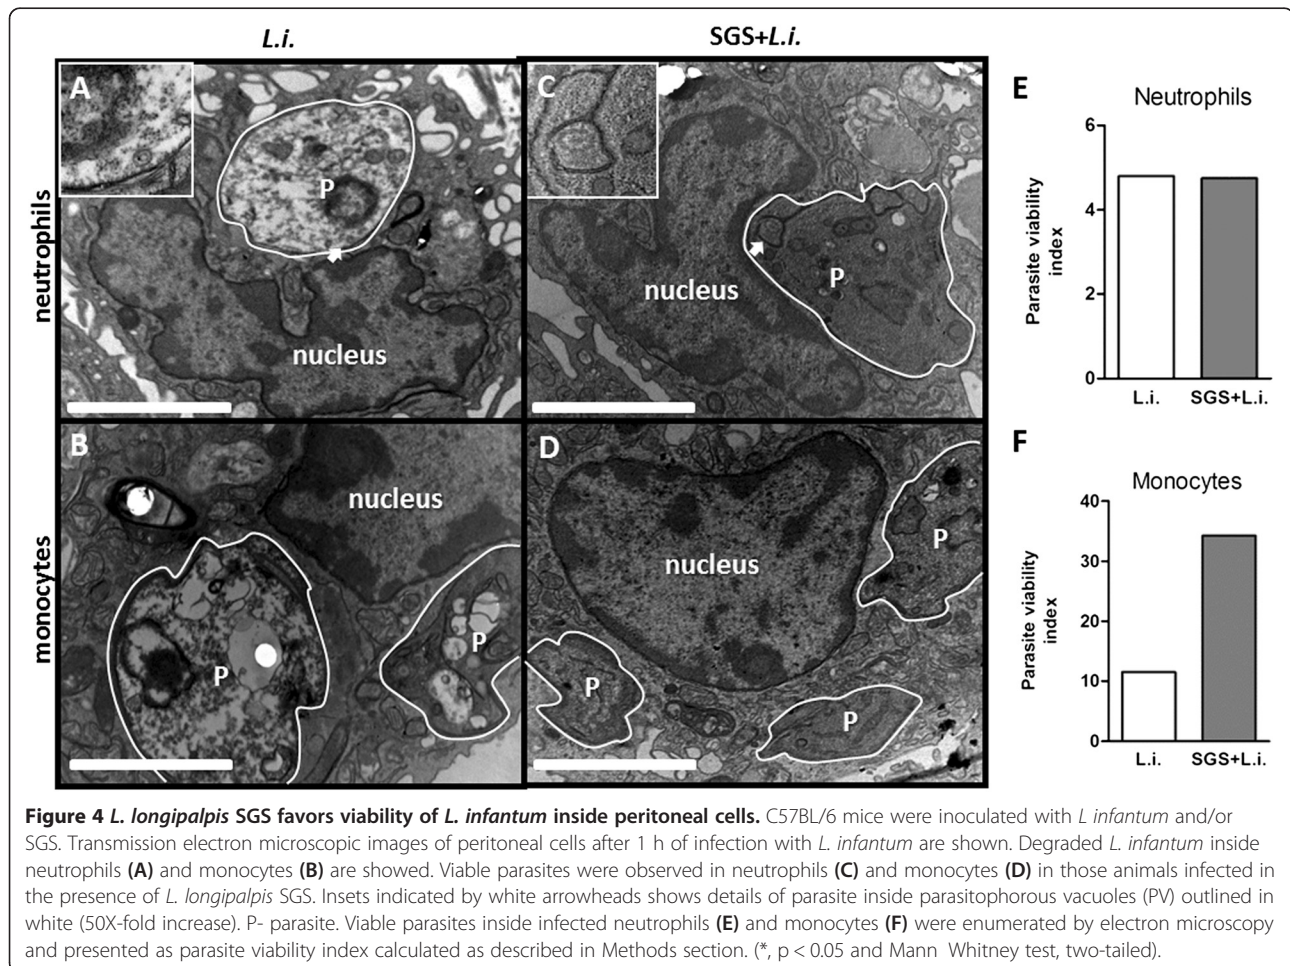 L.i.
SGS+L.i.
neutrophils
A
P
nucleus
C
nucleus
P
monocytes
B
nucleus
P
P
D
nucleus
P
P
P
E
Neutrophils
Parasite viability
index
6
4
2
0
L.i.
SGS+L.i.
F
Monocytes
Parasite viability
index
40
30
20
10
0
L.i.
SGS+L.i.
Figure 4 L. longipalpis SGS favors viability of L. infantum inside peritoneal cells. C57BL/6 mice were inoculated with L infantum and/or
SGS. Transmission electron microscopic images of peritoneal cells after 1 h of infection with L. infantum are shown. Degraded L. infantum inside
neutrophils (A) and monocytes (B) are showed. Viable parasites were observed in neutrophils (C) and monocytes (D) in those animals infected in
the presence of L. longipalpis SGS. Insets indicated by white arrowheads shows details of parasite inside parasitophorous vacuoles (PV) outlined in
white (50X-fold increase). P- parasite. Viable parasites inside infected neutrophils (E) and monocytes (F) were enumerated by electron microscopy
and presented as parasite viability index calculated as described in Methods section. (*, p < 0.05 and Mann Whitney test, two-tailed).